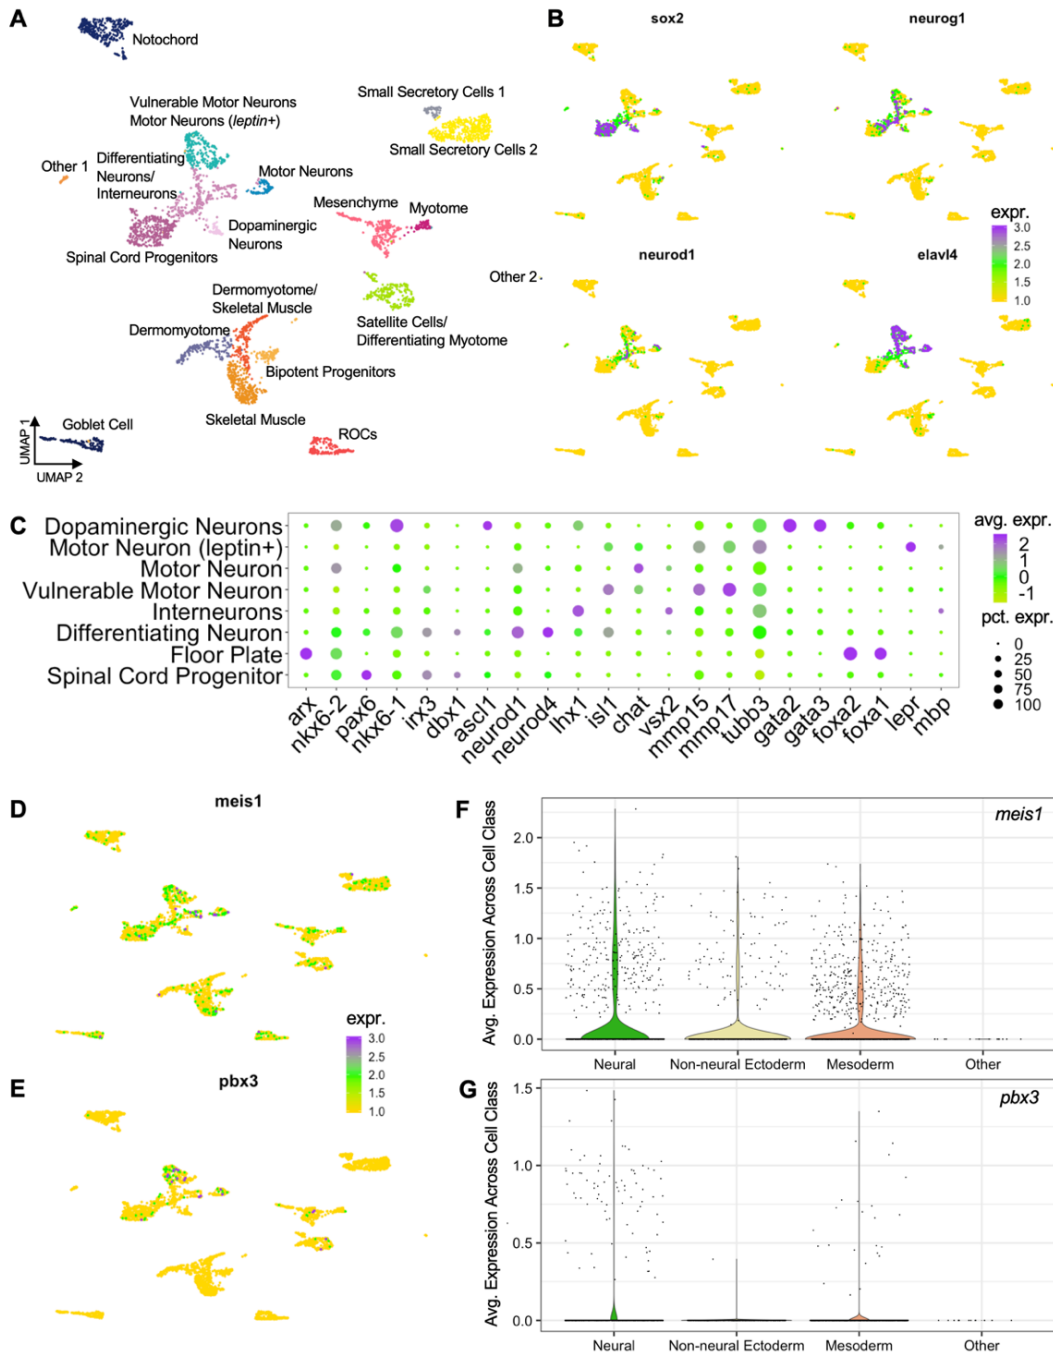 A
Notochord
Vulnerable Motor Neurons
Motor Neurons (leptin+)
Small Secretory Cells 1
Small Secretory Cells 2
Other 1
Differentiating
Neurons/
Interneurons
Motor Neurons
Mesenchyme
Myotome
Dopaminergic
Neurons
Spinal Cord Progenitors
Other 2
Dermomyotome/
Skeletal Muscle
Dermomyotome
Satellite Cells/
Differentiating Myotome
Bipotent Progenitors
Skeletal Muscle
Goblet Cell
ROCs
UMAP 1
UMAP 2
B
sox2
neurog1
neurod1
elavl4
expr.
3.0
2.5
2.0
1.5
1.0
C
Dopaminergic Neurons
Motor Neuron (leptin+)
Motor Neuron
Vulnerable Motor Neuron
Interneurons
Differentiating Neuron
Floor Plate
Spinal Cord Progenitor
arx
nkx6-2
pax6
nkx6-1
irx3
dbx1
ascl1
neurod1
neurod4
lhx1
isl1
chat
vsx2
mmp15
mmp17
tubb3
gata2
gata3
foxa2
foxa1
lepr
mbp
avg. expr.
2
1
0
-1
pct. expr.
0
25
50
75
100
D
meis1
E
pbx3
expr.
3.0
2.5
2.0
1.5
1.0
F
meis1
Avg. Expression Across Cell Class
2.0
1.5
1.0
0.5
0.0
Neural
Non-neural Ectoderm
Mesoderm
Other
G
pbx3
Avg. Expression Across Cell Class
1.5
1.0
0.5
0.0
Neural
Non-neural Ectoderm
Mesoderm
Other